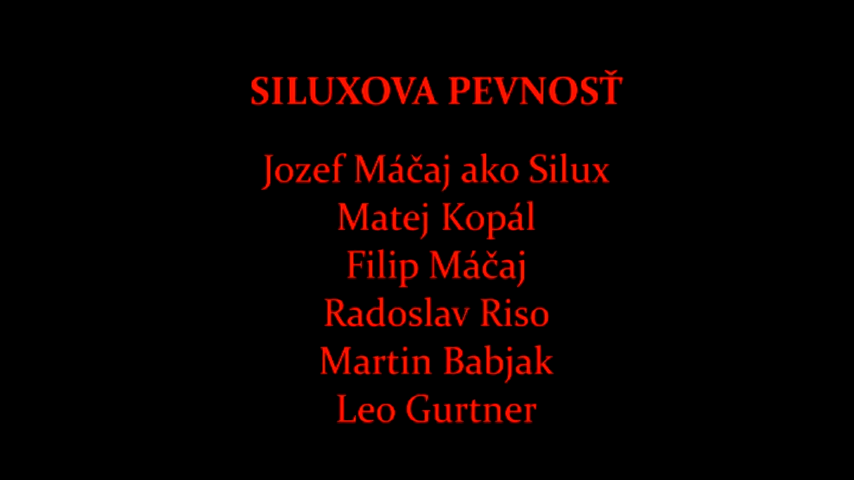 SILUXOVA PEVNOSŤ
Jozef Máčaj ako Silux
Matej Kopál
Filip Máčaj
Radoslav Riso
Martin Babjak
Leo Gurtner